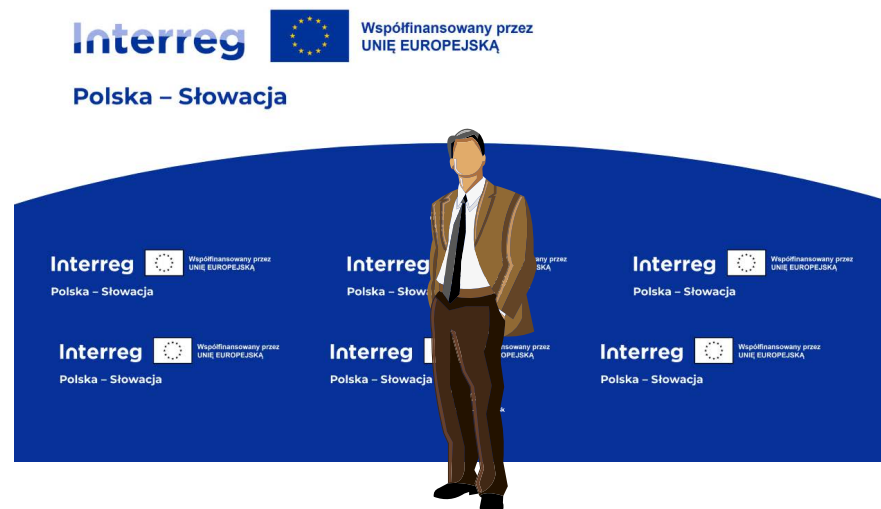 Interreg
Współfinansowany przez
UNIĘ EUROPEJSKĄ
Polska – Słowacja
Interreg
Współfinansowany przez
UNIĘ EUROPEJSKĄ
Polska – Słowacja
Interreg
Polska –
Interreg
Współfinansowany przez
UNIĘ EUROPEJSKĄ
Polska – Słowacja
Interreg
Współfinansowany przez
UNIĘ EUROPEJSKĄ
Polska – Słowacja
Interreg
przez
Polska – Słowacja
Interreg
Współfinansowany przez
UNIĘ EUROPEJSKĄ
Polska – Słowacja